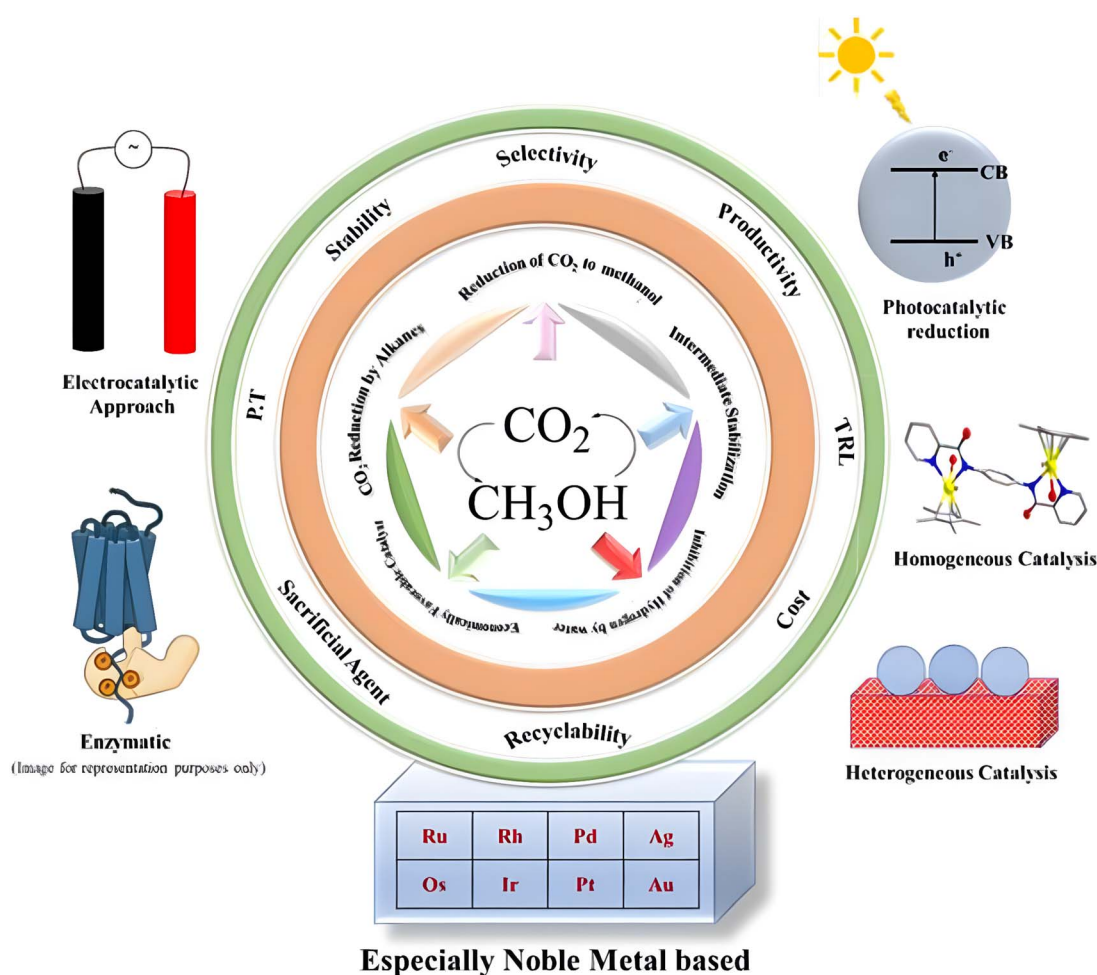 Selectivity
Stability
Productivity
P.T
TRL
Sacrificial Agent
Cost
Recyclability
Reduction of CO₂ to methanol
CO₂ Reduction by Alkanes
Intermediate Stabilization
Economically Favorable Catalyst
Inhibition of Hydrogen by water
CO₂
CH₃OH
~
Electrocatalytic
Approach
Enzymatic
(Image for representation purposes only)
e⁻
CB
VB
h⁺
Photocatalytic
reduction
Homogeneous Catalysis
Heterogeneous Catalysis
Ru Rh Pd Ag
Os Ir Pt Au
Especially Noble Metal based